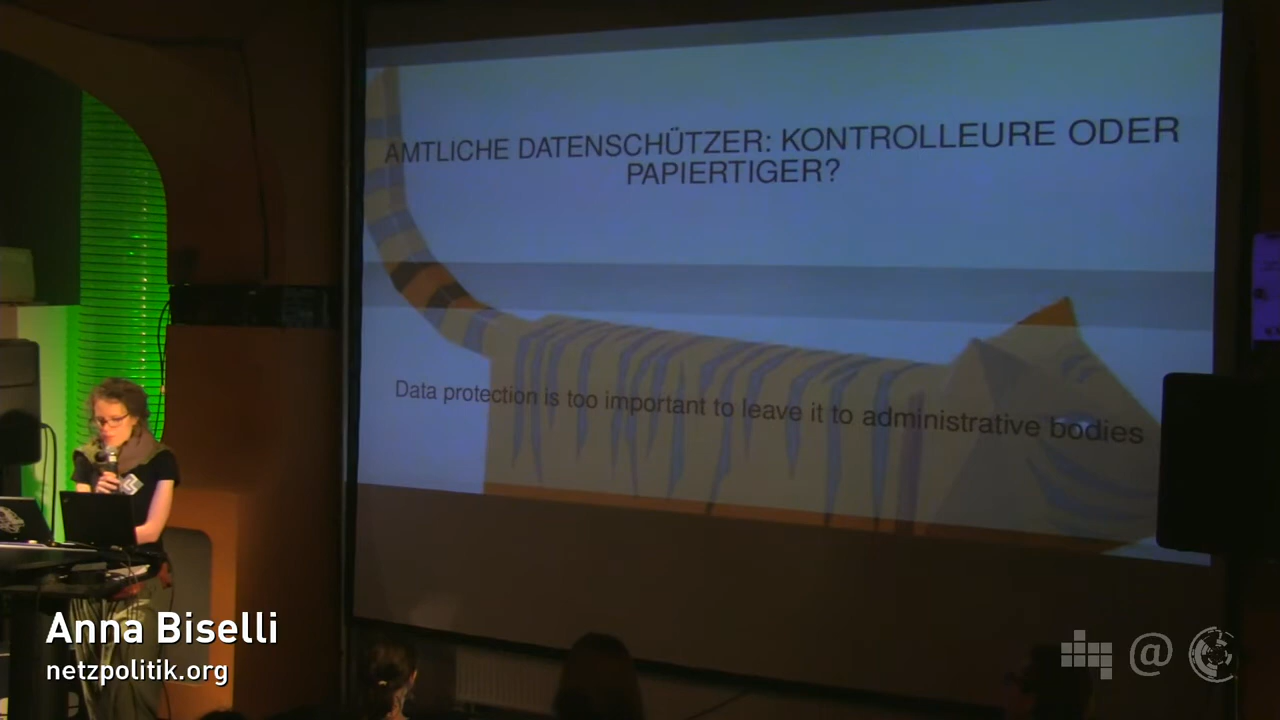 AMTLICHE DATENSCHÜTZER: KONTROLLEURE ODER
PAPIERTIGER?
Data protection is too important to leave it to administrative bodies
Anna Biselli
netzpolitik.org
@